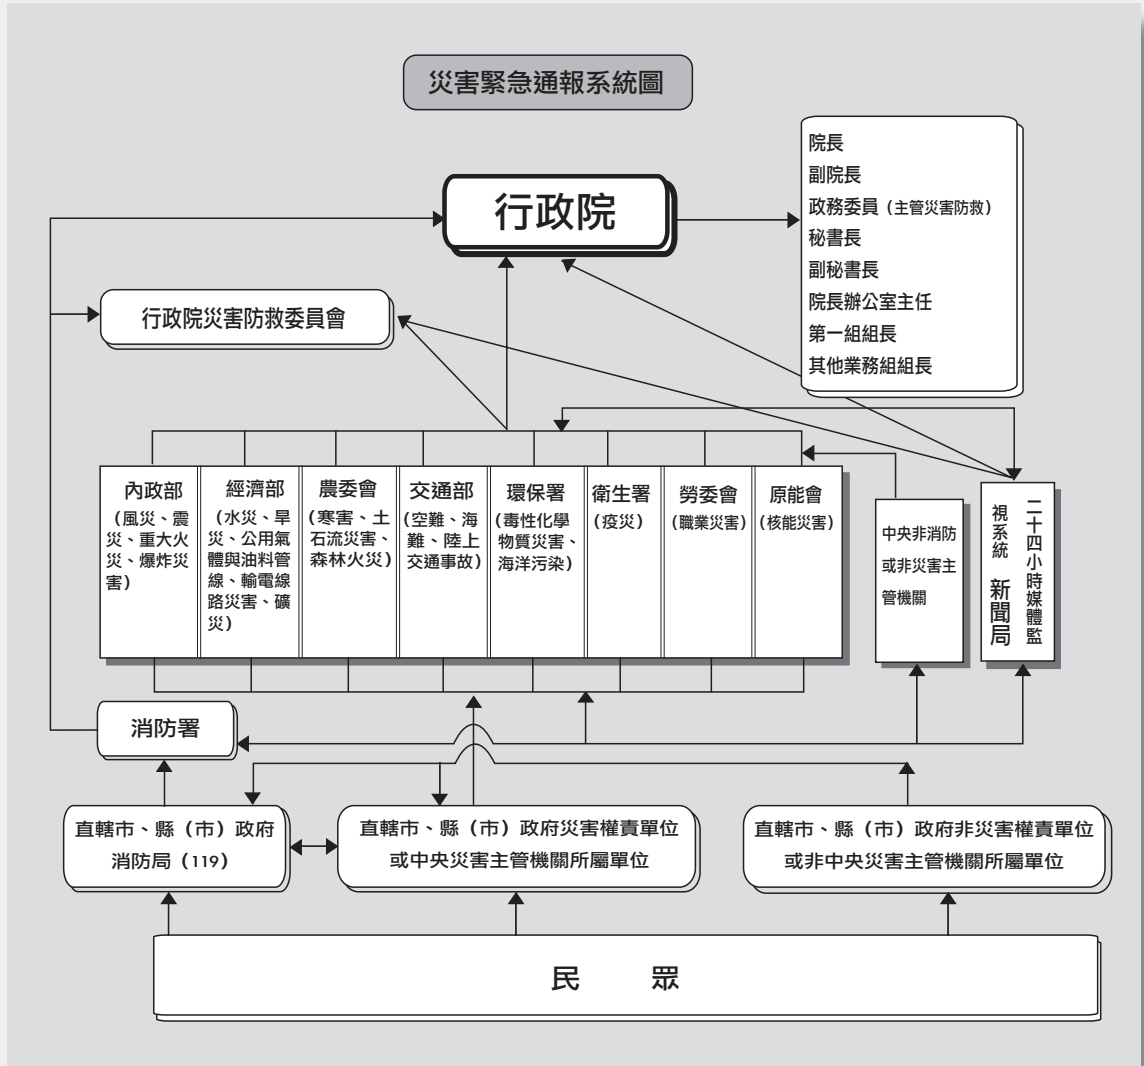 災害緊急通報系統圖
院長
副院長
政務委員（主管災害防救）
秘書長
副秘書長
院長辦公室主任
第一組組長
其他業務組組長
行政院
行政院災害防救委員會
內政部
（風災、震
災、重大火
災、爆炸災
害）
經濟部
（水災、旱
災、公用氣
體與油料管
線、輸電線
路災害、礦
災）
農委會
（寒害、土
石流災害、
森林火災）
交通部
（空難、海
難、陸上
交通事故）
環保署
（毒性化學
物質災害、
海洋污染）
衛生署
（疫災）
勞委會
（職業災害）
原能會
（核能災害）
中央非消防
或非災害主
管機關
二十四小時媒體監
視系統 新聞局
消防署
直轄市、縣（市）政府
消防局（119）
直轄市、縣（市）政府災害權責單位
或中央災害主管機關所屬單位
直轄市、縣（市）政府非災害權責單位
或非中央災害主管機關所屬單位
民 眾